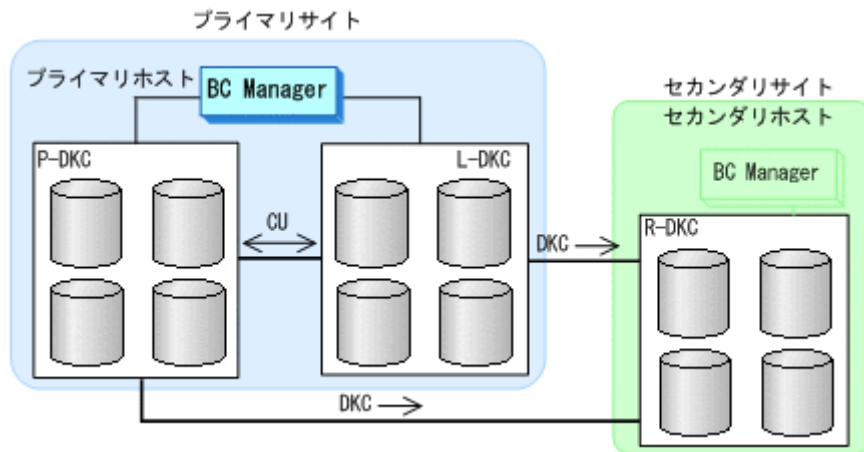 プライマリサイト
プライマリホスト
BC Manager
セカンダリサイト
セカンダリホスト
BC Manager
P-DKC
L-DKC
R-DKC
CU
DKC
DKC